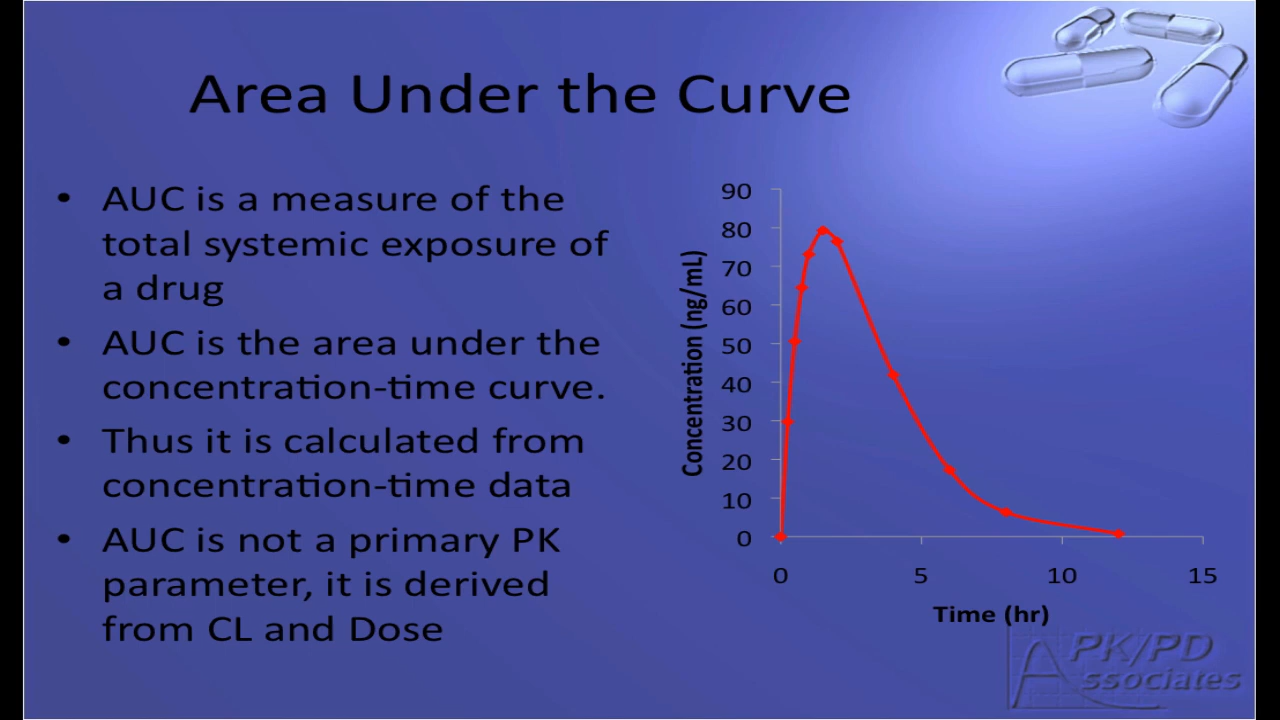 Area Under the Curve
• AUC is a measure of the
total systemic exposure of
a drug
• AUC is the area under the
concentration-time curve.
• Thus it is calculated from
concentration-time data
• AUC is not a primary PK
parameter, it is derived
from CL and Dose
Concentration (ng/mL)
90
80
70
60
50
40
30
20
10
0
0 5 10 15
Time (hr)
PK/PD
Associates